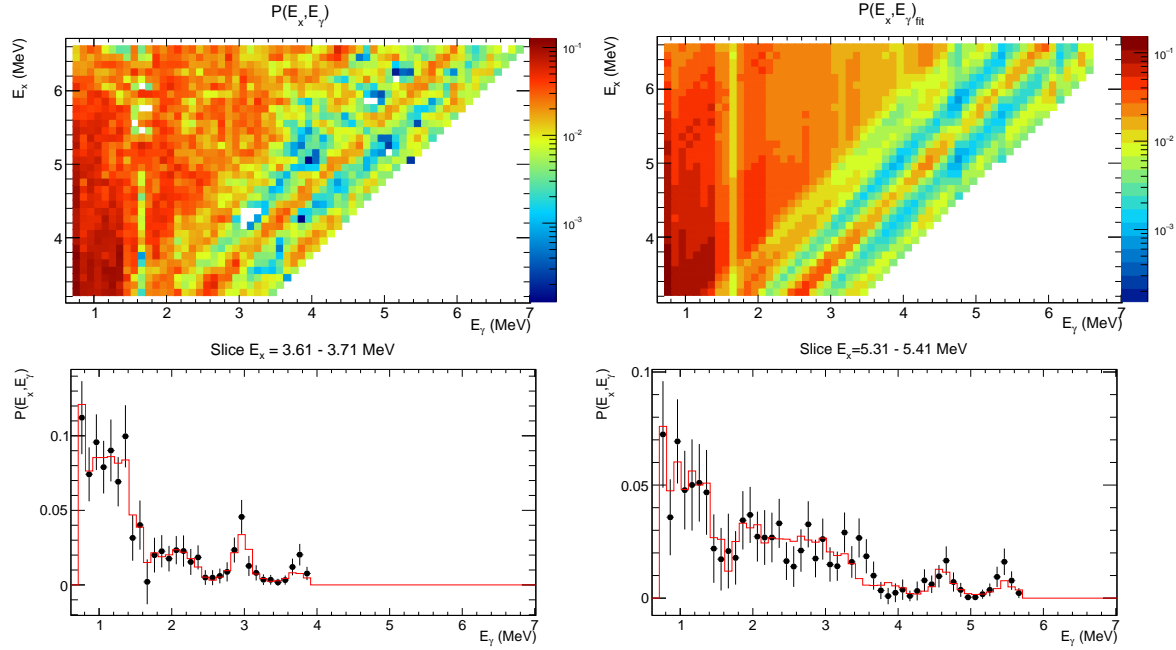 P(E_x,E_γ)
E_x (MeV)
6
5
4
1 2 3 4 5 6 7
E_γ (MeV)
10^-1
10^-2
10^-3
P(E_x,E_γ)_fit
E_x (MeV)
6
5
4
1 2 3 4 5 6 7
E_γ (MeV)
10^-1
10^-2
10^-3
Slice E_x = 3.61 - 3.71 MeV
P(E_x,E_γ)
0.1
0.05
0
1 2 3 4 5 6 7
E_γ (MeV)
Slice E_x=5.31 - 5.41 MeV
P(E_x,E_γ)
0.1
0.05
0
1 2 3 4 5 6 7
E_γ (MeV)